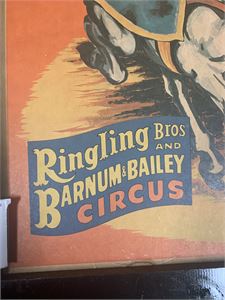 Ringling Bros
AND
BARNUM & BAILEY
CIRCUS